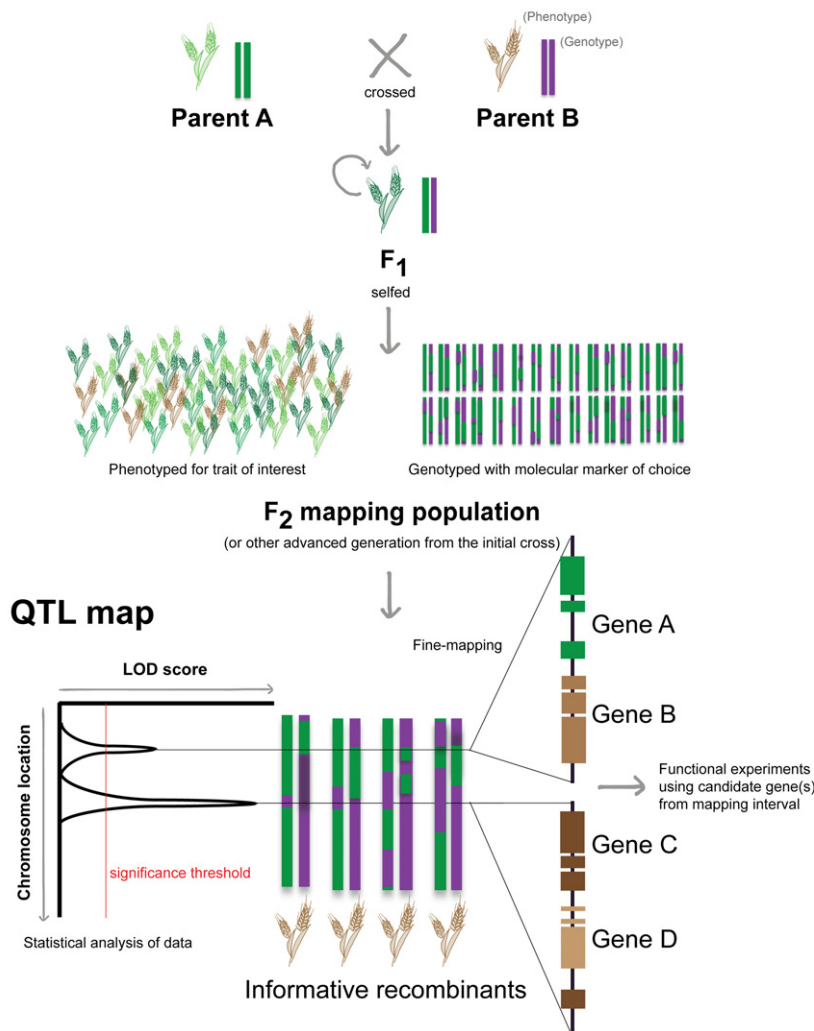 (Phenotype)
(Genotype)
Parent A
crossed
Parent B
F1
selfed
Phenotyped for trait of interest
Genotyped with molecular marker of choice
F2 mapping population
(or other advanced generation from the initial cross)
QTL map
Fine-mapping
LOD score
Chromosome location
significance threshold
Statistical analysis of data
Informative recombinants
Gene A
Gene B
Functional experiments
using candidate gene(s)
from mapping interval
Gene C
Gene D